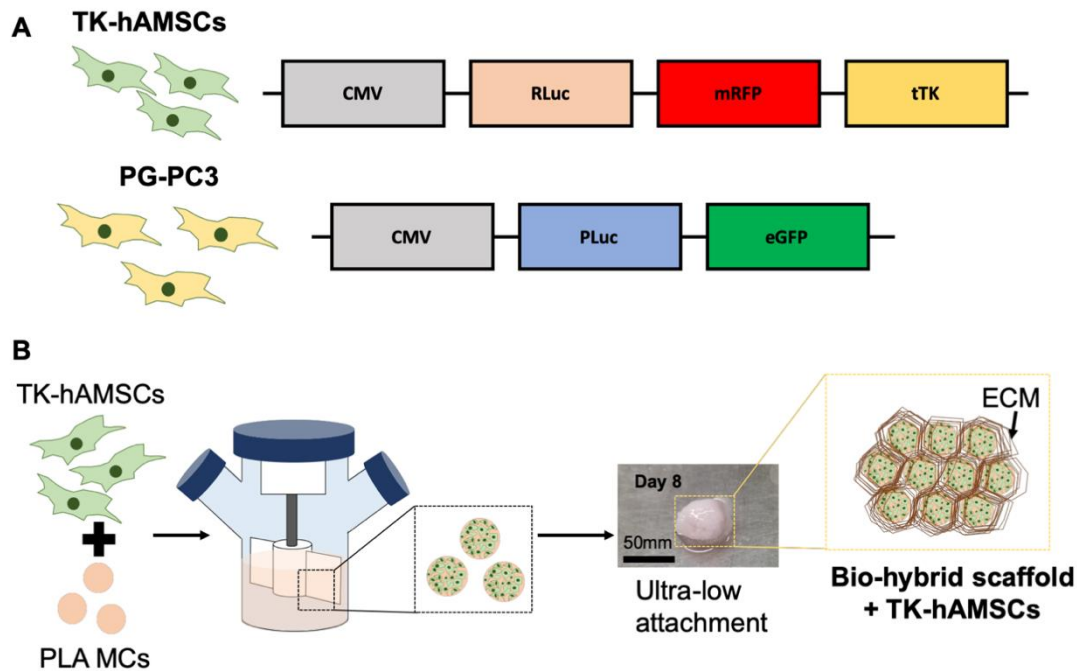 A
TK-hAMSCs
CMV
RLuc
mRFP
tTK
PG-PC3
CMV
PLuc
eGFP
B
TK-hAMSCs
PLA MCs
Day 8
50mm
Ultra-low
attachment
ECM
Bio-hybrid scaffold
+ TK-hAMSCs